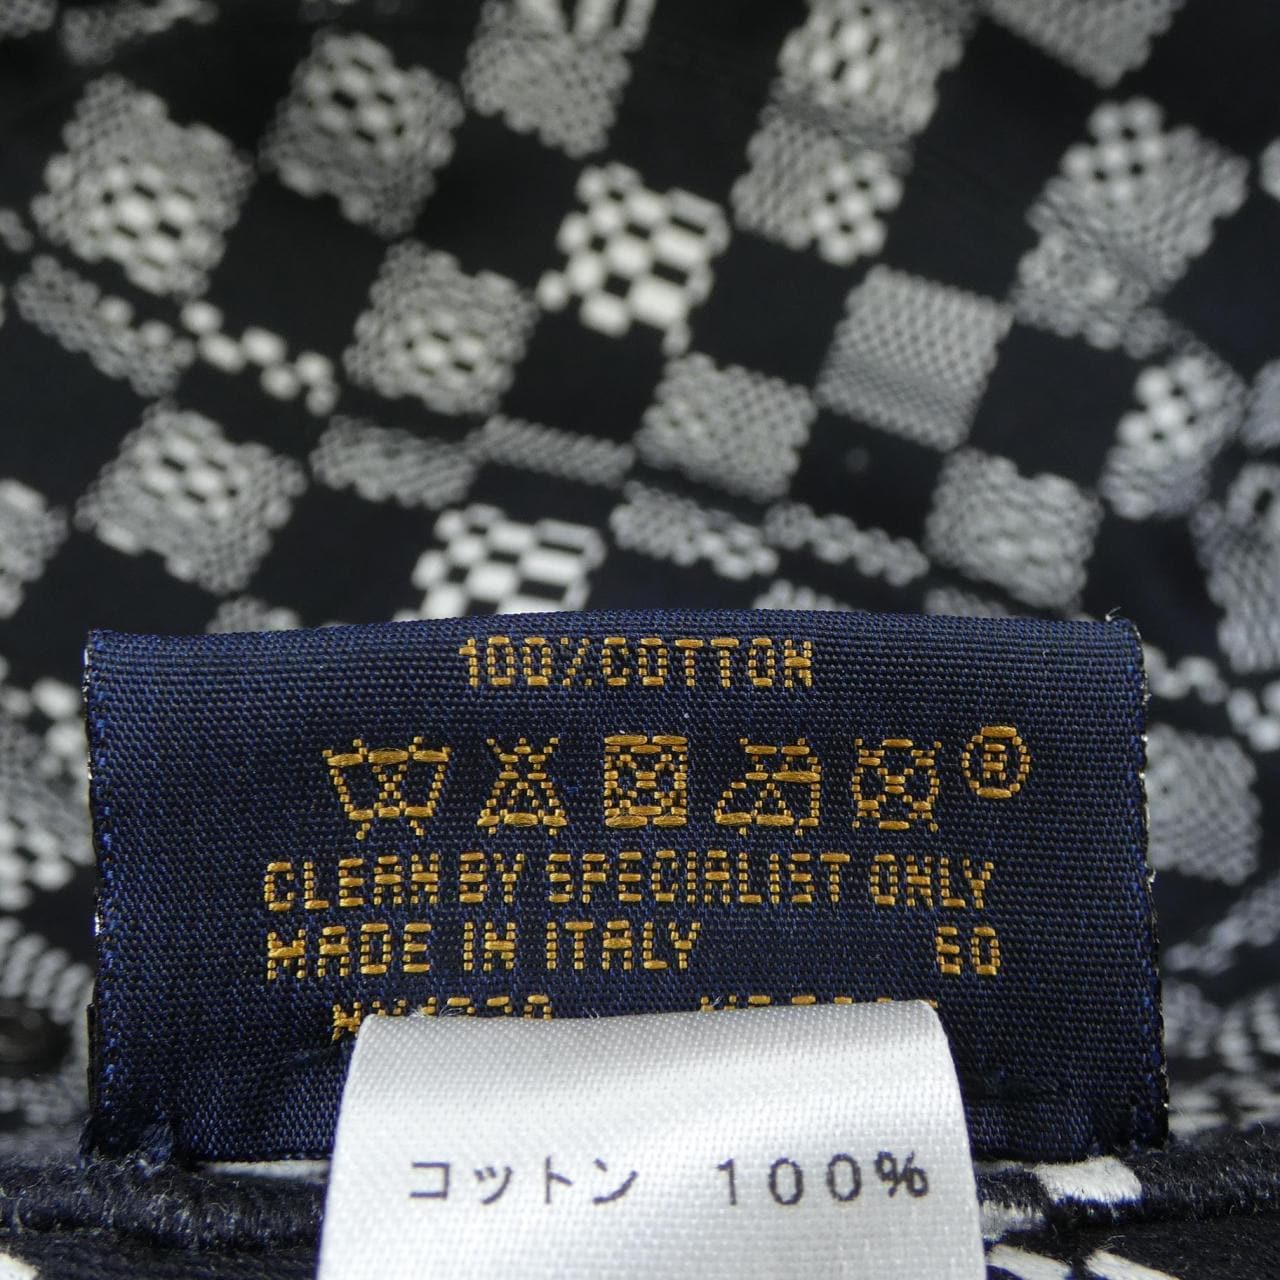 100%COTTON
®
CLEAN BY SPECIALIST ONLY
MADE IN ITALY 60
コットン 100%